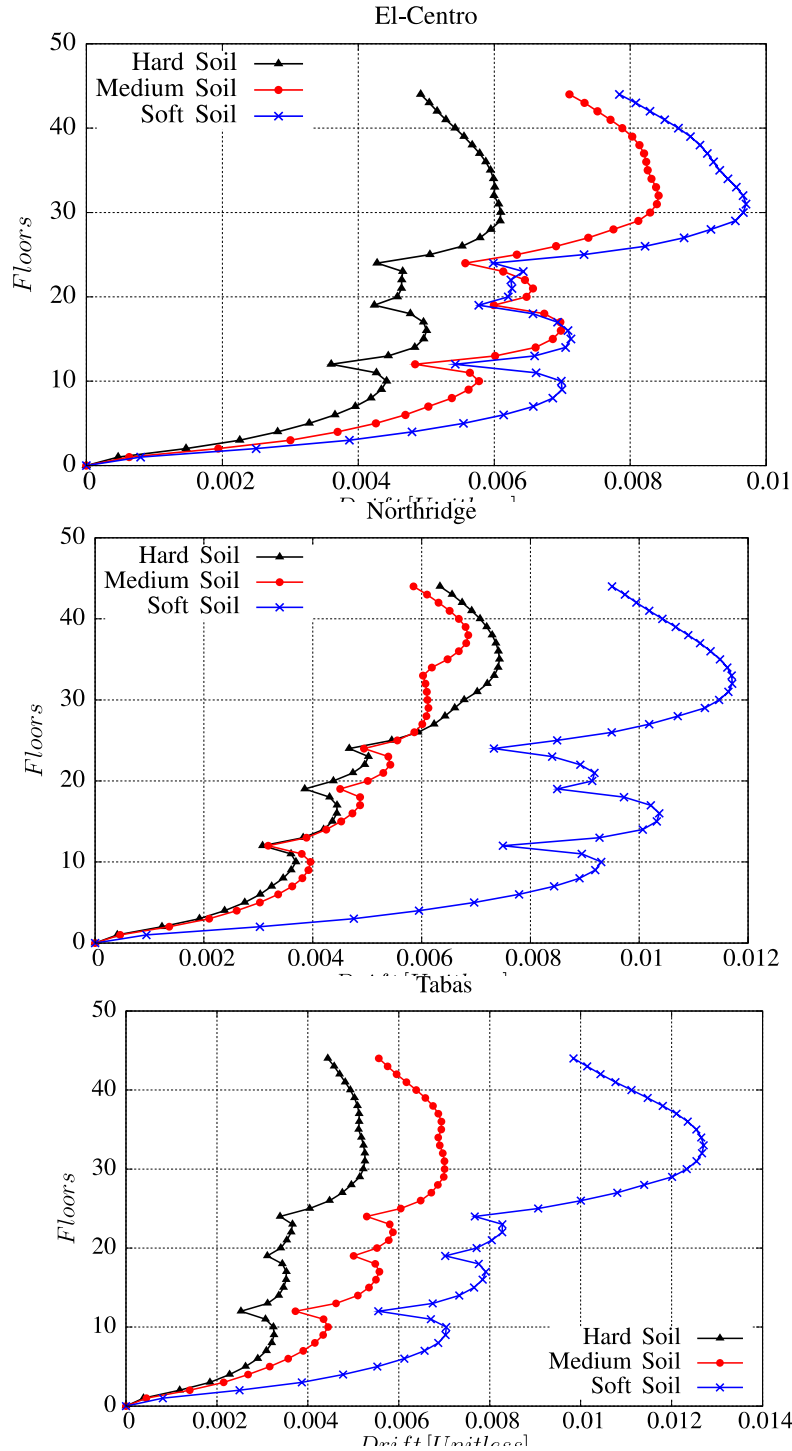 El-Centro
50
Hard Soil
Medium Soil
Soft Soil
40
30
Floors
20
10
0
0 0.002 0.004 0.006 0.008 0.01
Northridge
50
Hard Soil
Medium Soil
Soft Soil
40
30
Floors
20
10
0
0 0.002 0.004 0.006 0.008 0.01 0.012
Tabas
50
40
30
Floors
20
10
Hard Soil
Medium Soil
Soft Soil
0
0 0.002 0.004 0.006 0.008 0.01 0.012 0.014
Drift[Unitless]